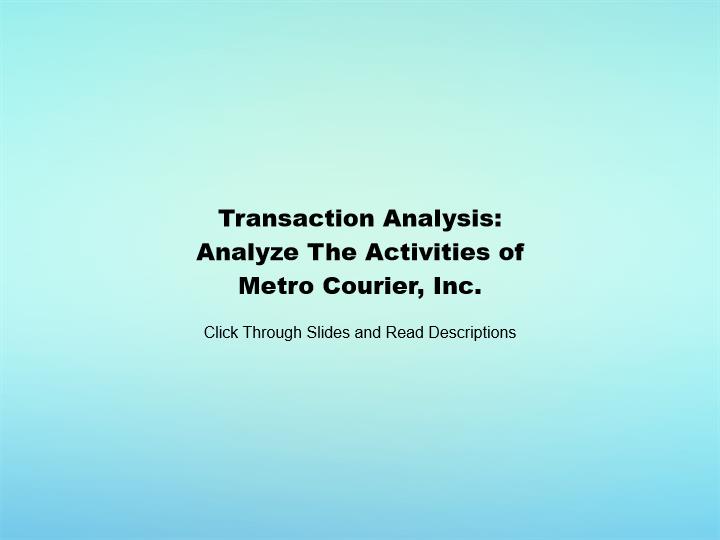 Transaction Analysis:
Analyze The Activities of
Metro Courier, Inc.
Click Through Slides and Read Descriptions